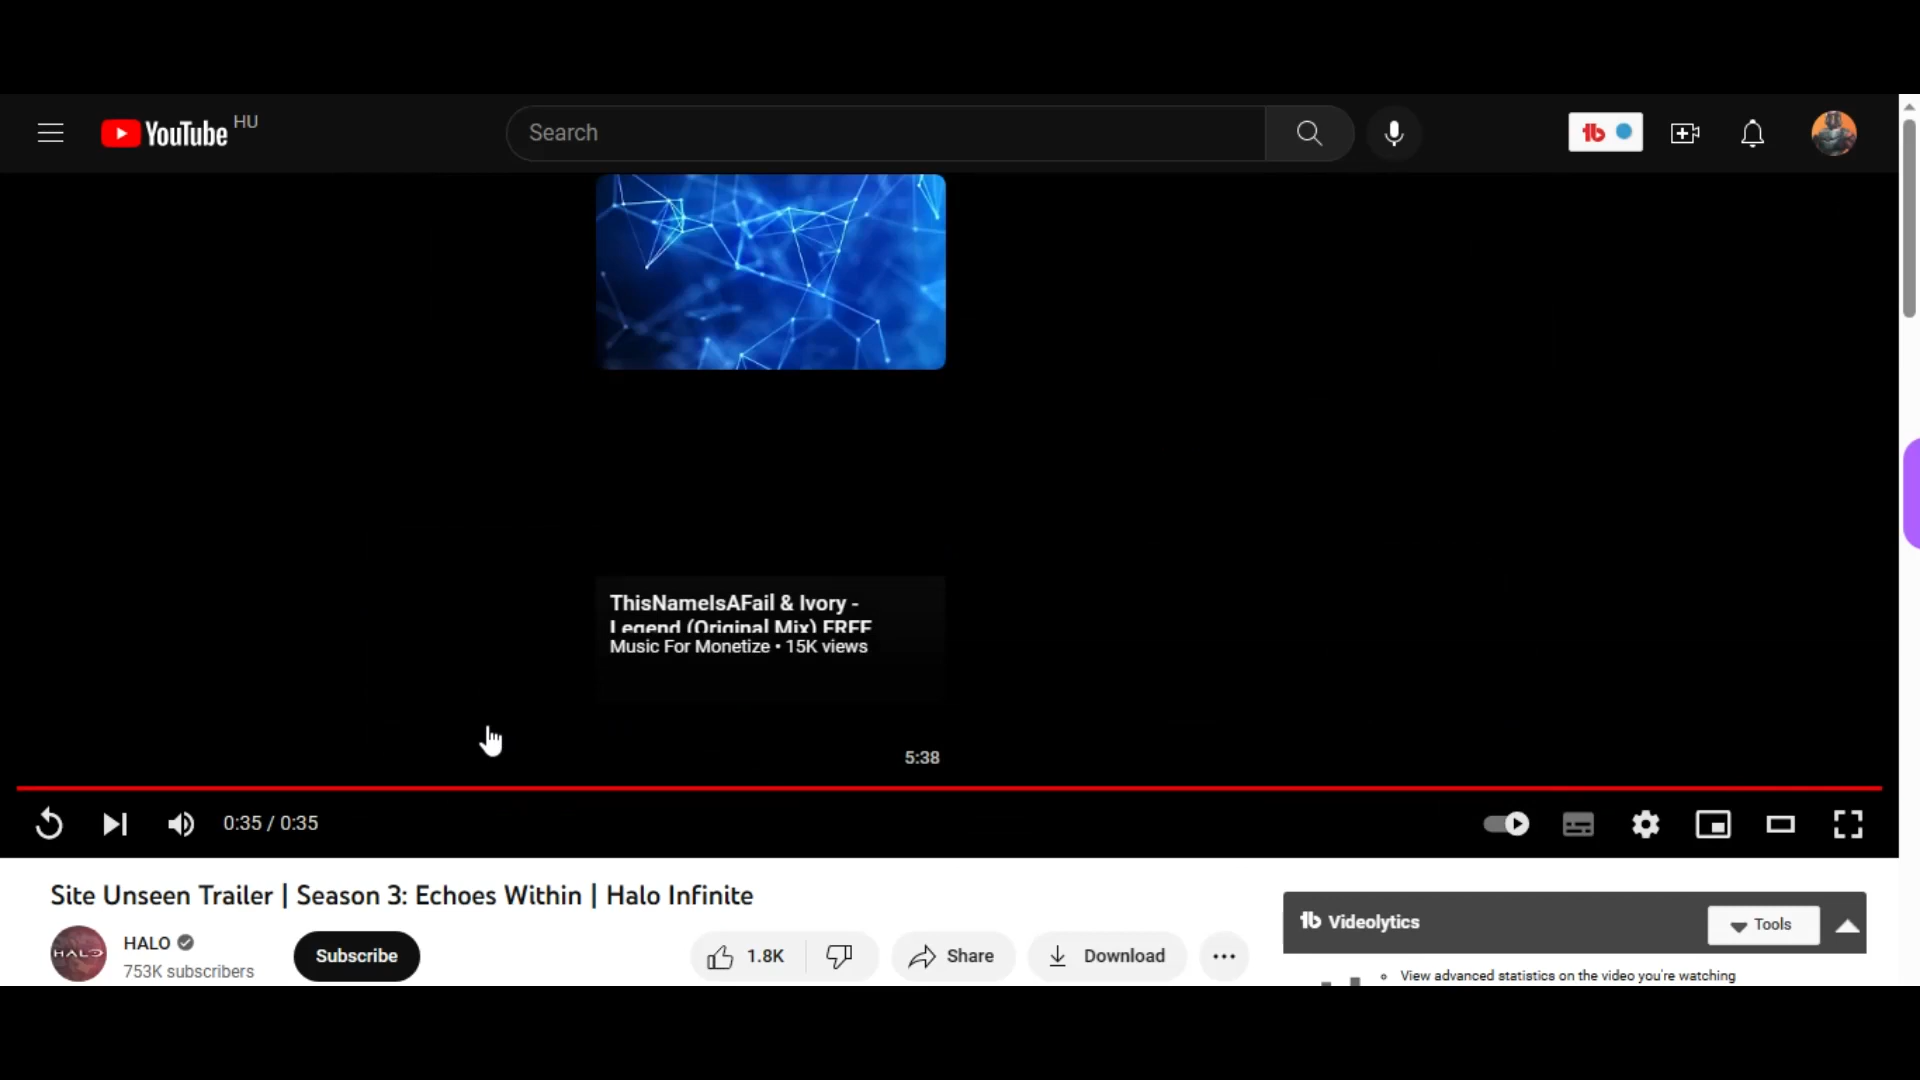 YouTube HU
Search
ThisNameIsAFail & Ivory -
Legend (Original Mix) FREE
Music For Monetize • 15K views
5:38
0:35 / 0:35
Site Unseen Trailer | Season 3: Echoes Within | Halo Infinite
HALO
HALO
753K subscribers
Subscribe
1.8K
Share
Download
tb Videolytics
Tools
View advanced statistics on the video you're watching